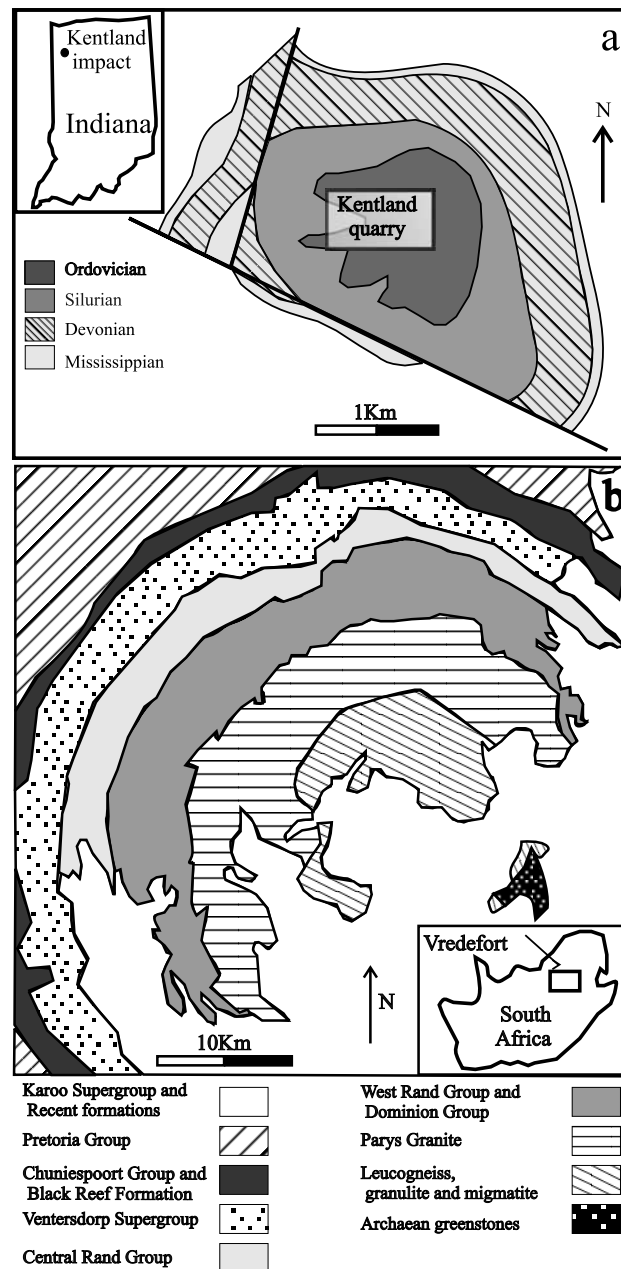 a
Kentland
impact
Indiana
N
Kentland
quarry
Ordovician
Silurian
Devonian
Mississippian
1Km
b
Vredefort
South
Africa
N
10Km
Karoo Supergroup and
Recent formations
Pretoria Group
Chuniespoort Group and
Black Reef Formation
Ventersdorp Supergroup
Central Rand Group
West Rand Group and
Dominion Group
Parys Granite
Leucogneiss,
granulite and migmatite
Archaean greenstones